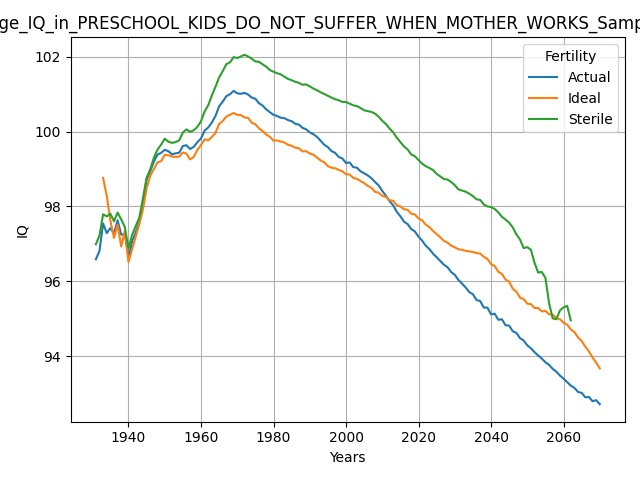 ge_IQ_in_PRESCHOOL_KIDS_DO_NOT_SUFFER_WHEN_MOTHER_WORKS_Samp
Fertility
Actual
Ideal
Sterile
102
100
98
96
94
IQ
1940 1960 1980 2000 2020 2040 2060
Years